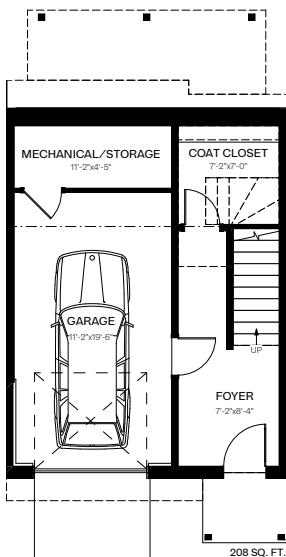 MECHANICAL/STORAGE
11'-2"x4'-5"
COAT CLOSET
7'-2"x7'-0"
GARAGE
11'-2"x19'-6"
UP
FOYER
7'-2"x8'-4"
208 SQ. FT.